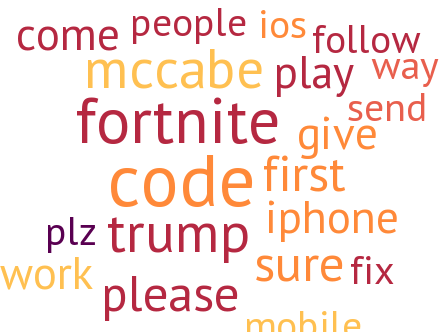 come people ios follow
mccabe play way
fortnite send
give
code first
plz trump iphone
work sure fix
please
mobile